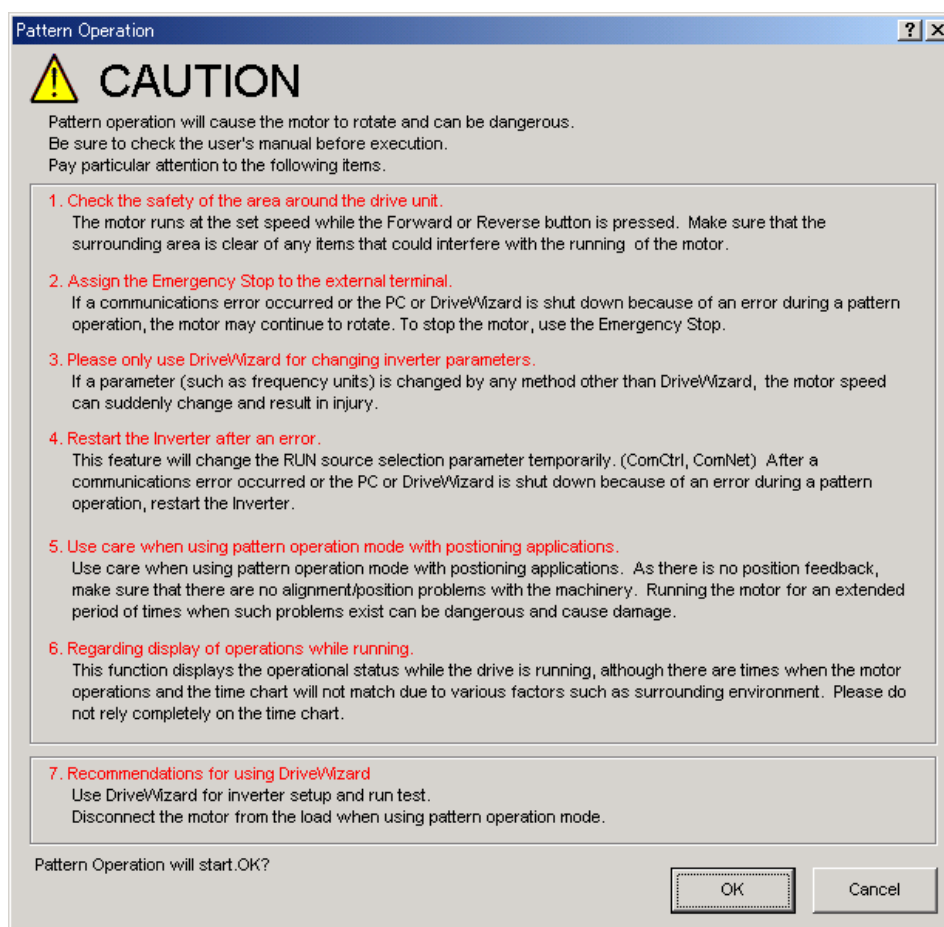 Pattern Operation
CAUTION
Pattern operation will cause the motor to rotate and can be dangerous.
Be sure to check the user's manual before execution.
Pay particular attention to the following items.
1. Check the safety of the area around the drive unit.
The motor runs at the set speed while the Forward or Reverse button is pressed. Make sure that the
surrounding area is clear of any items that could interfere with the running of the motor.
2. Assign the Emergency Stop to the external terminal.
If a communications error occurred or the PC or DriveWizard is shut down because of an error during a pattern
operation, the motor may continue to rotate. To stop the motor, use the Emergency Stop.
3. Please only use DriveWizard for changing inverter parameters.
If a parameter (such as frequency units) is changed by any method other than DriveWizard, the motor speed
can suddenly change and result in injury.
4. Restart the Inverter after an error.
This feature will change the RUN source selection parameter temporarily. (ComCtrl, ComNet) After a
communications error occurred or the PC or DriveWizard is shut down because of an error during a pattern
operation, restart the Inverter.
5. Use care when using pattern operation mode with postioning applications.
Use care when using pattern operation mode with postioning applications. As there is no position feedback,
make sure that there are no alignment/position problems with the machinery. Running the motor for an extended
period of times when such problems exist can be dangerous and cause damage.
6. Regarding display of operations while running.
This function displays the operational status while the drive is running, although there are times when the motor
operations and the time chart will not match due to various factors such as surrounding environment. Please do
not rely completely on the time chart.
7. Recommendations for using DriveWizard
Use DriveWizard for inverter setup and run test.
Disconnect the motor from the load when using pattern operation mode.
Pattern Operation will start.OK?
OK
Cancel